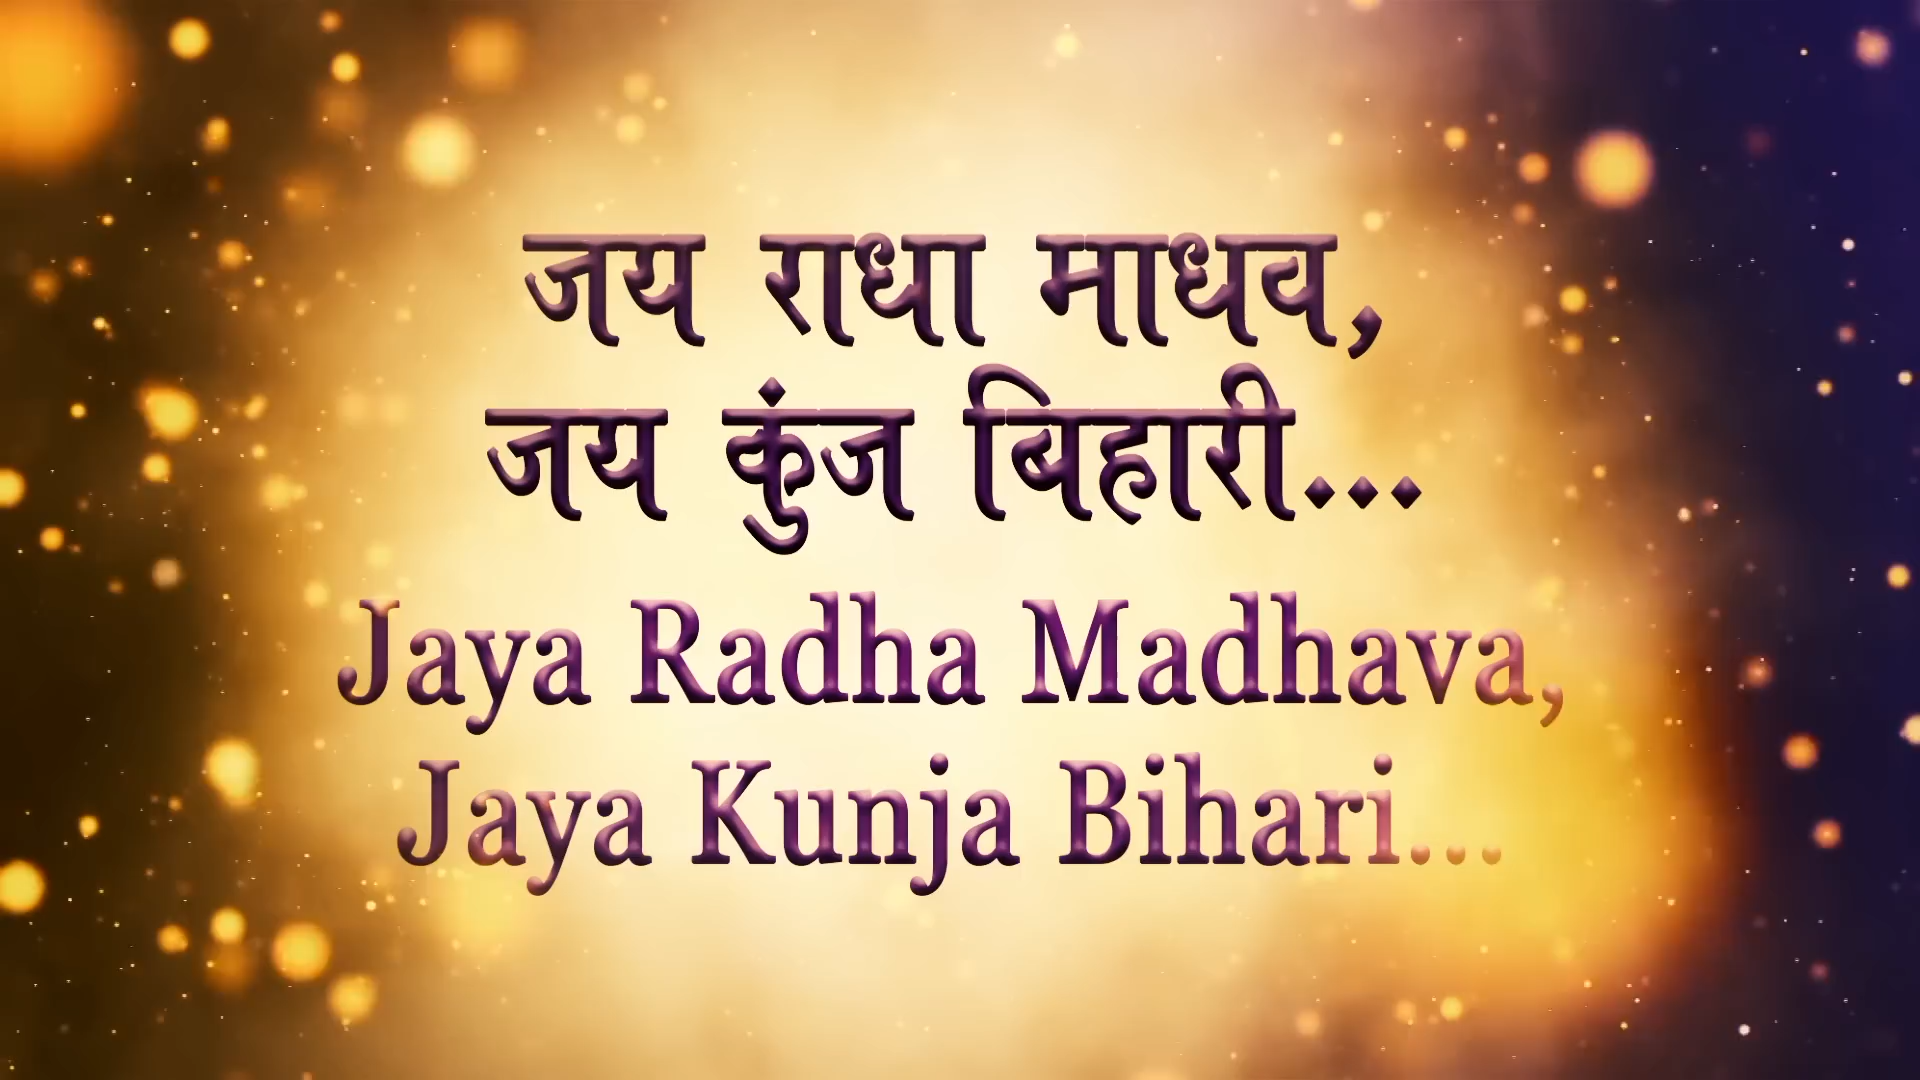 जय राधा माधव,
जय कुंज बिहारी...
Jaya Radha Madhava,
Jaya Kunja Bihari...